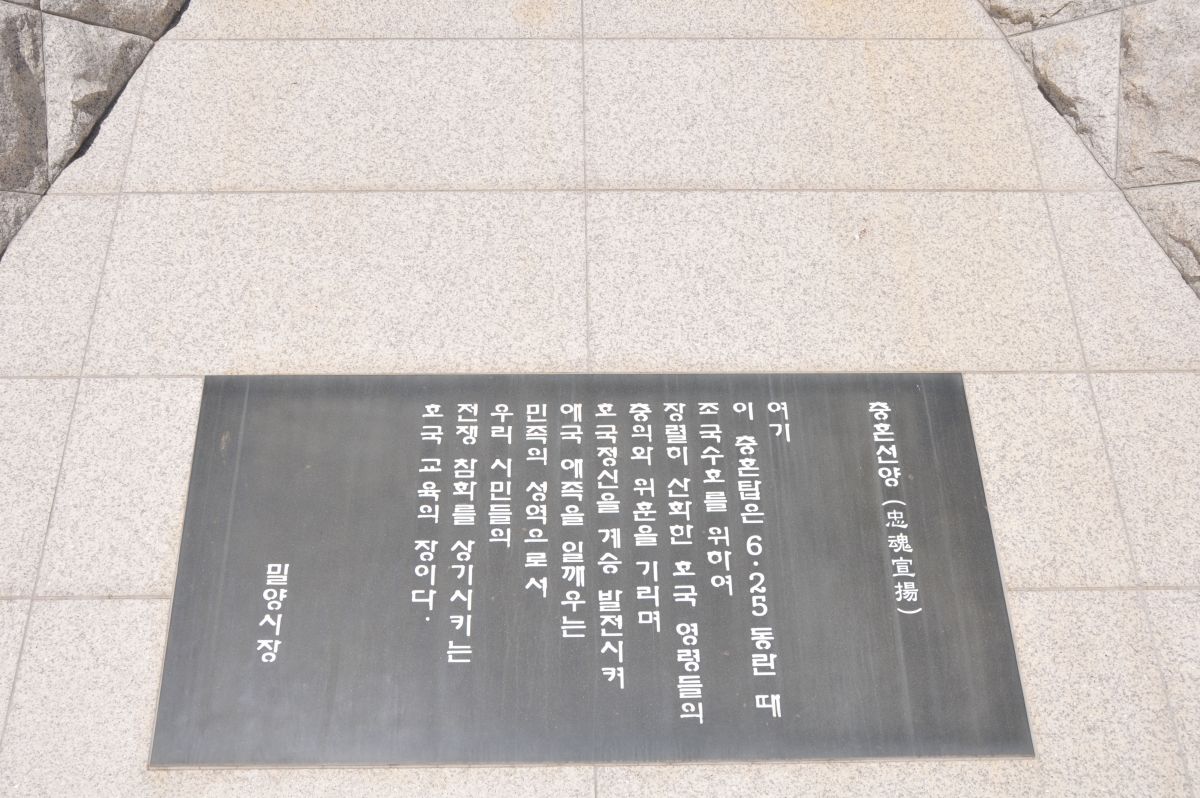 충혼선양 (忠魂宣揚)
여기
이 충혼탑은 6·25 동란 때
조국수호를 위하여
장렬히 산화한 호국 영령들의
충의와 위훈을 기리며
호국정신을 계승 발전시켜
애국 애족을 일깨우는
민족의 성역으로서
우리 시민들의
전쟁 참화를 상기시키는
호국 교육의 장이다.
밀양시장